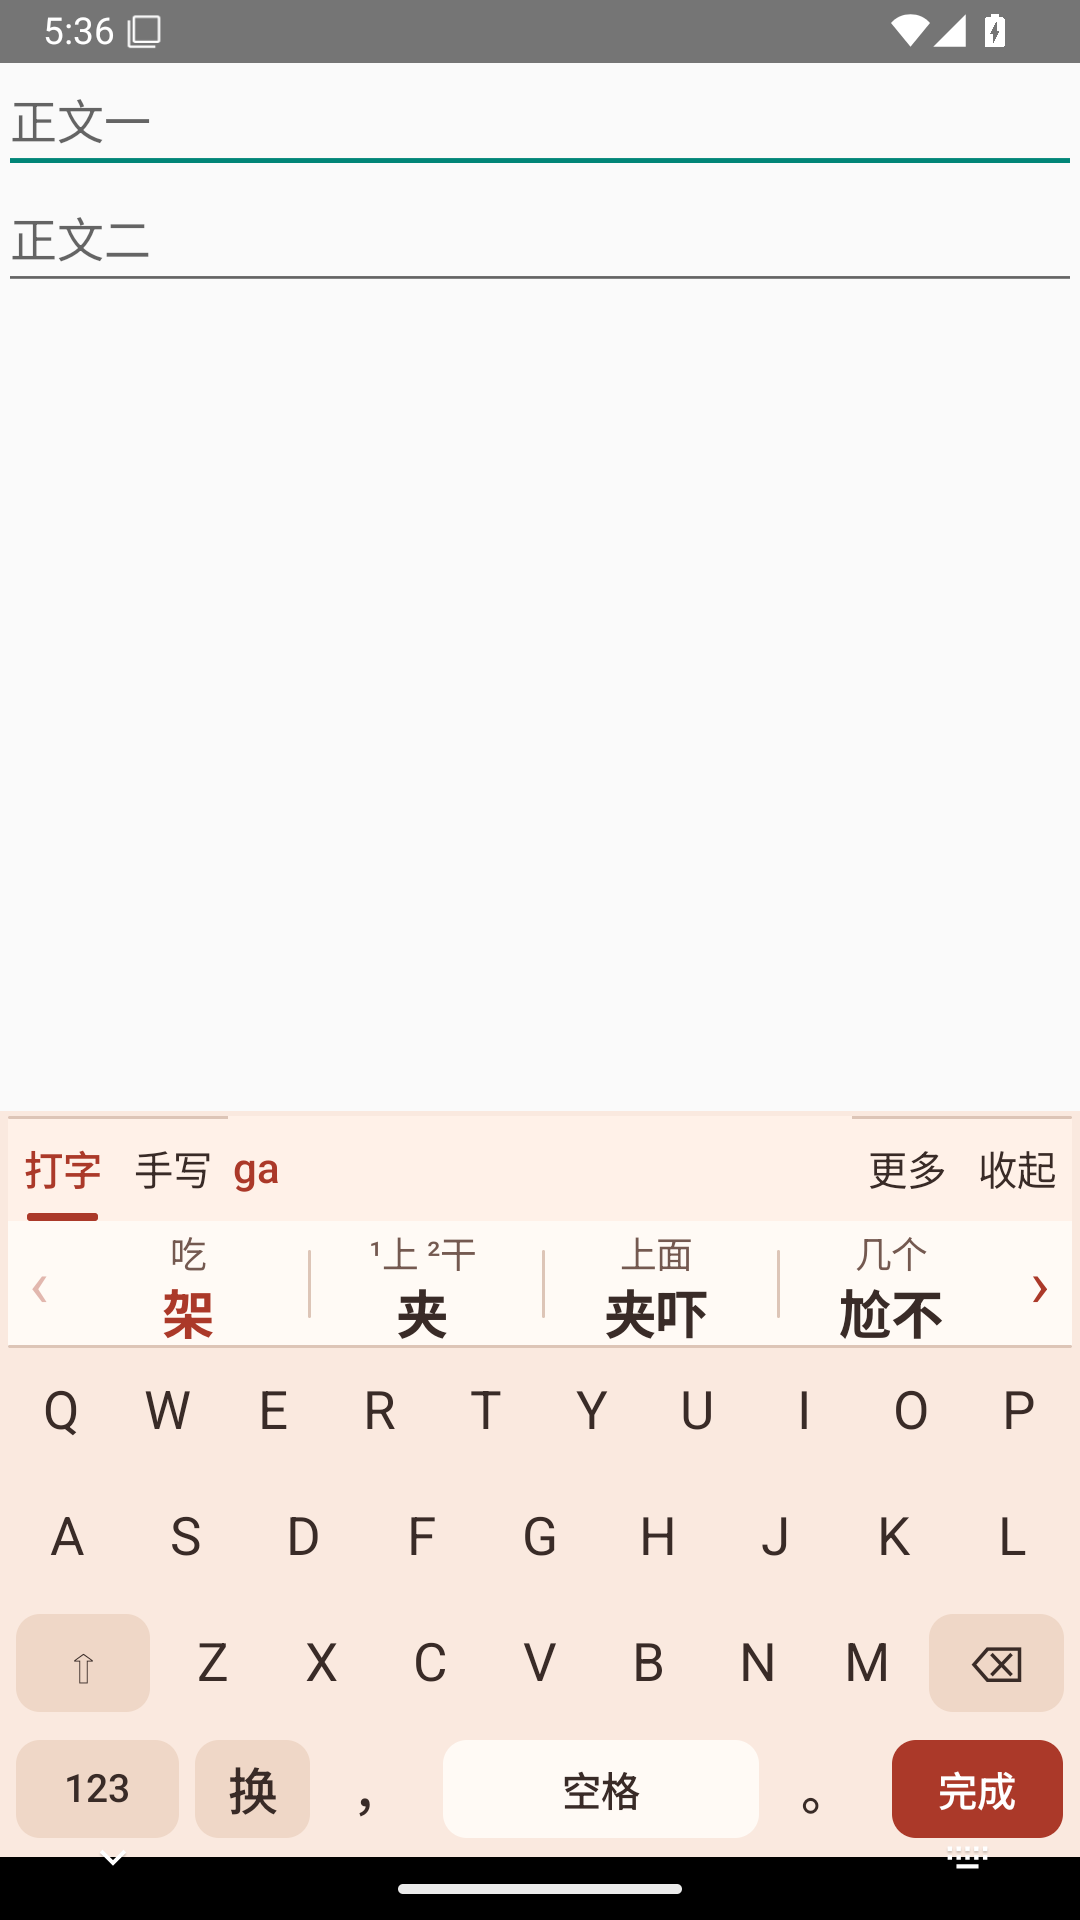 5:36
正文一
正文二
打字 手写 ga 更多 收起
吃 ¹上 ²干 上面 几个
‹ 架 夹 夹吓 尬不 ›
Q W E R T Y U I O P
A S D F G H J K L
⇧ Z X C V B N M ⌫
123 换 ， 空格 。 完成